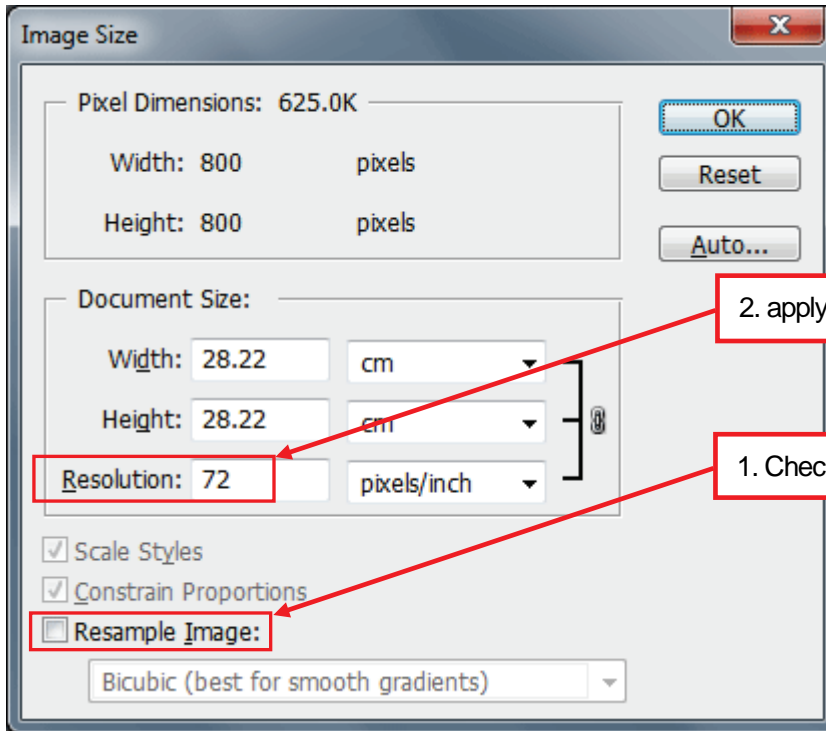 Image Size
Pixel Dimensions: 625.0K
Width: 800 pixels
Height: 800 pixels
OK
Reset
Auto...
Document Size:
Width: 28.22 cm
Height: 28.22 cm
Resolution: 72 pixels/inch
2. apply
1. Chec
Scale Styles
Constrain Proportions
Resample Image:
Bicubic (best for smooth gradients)